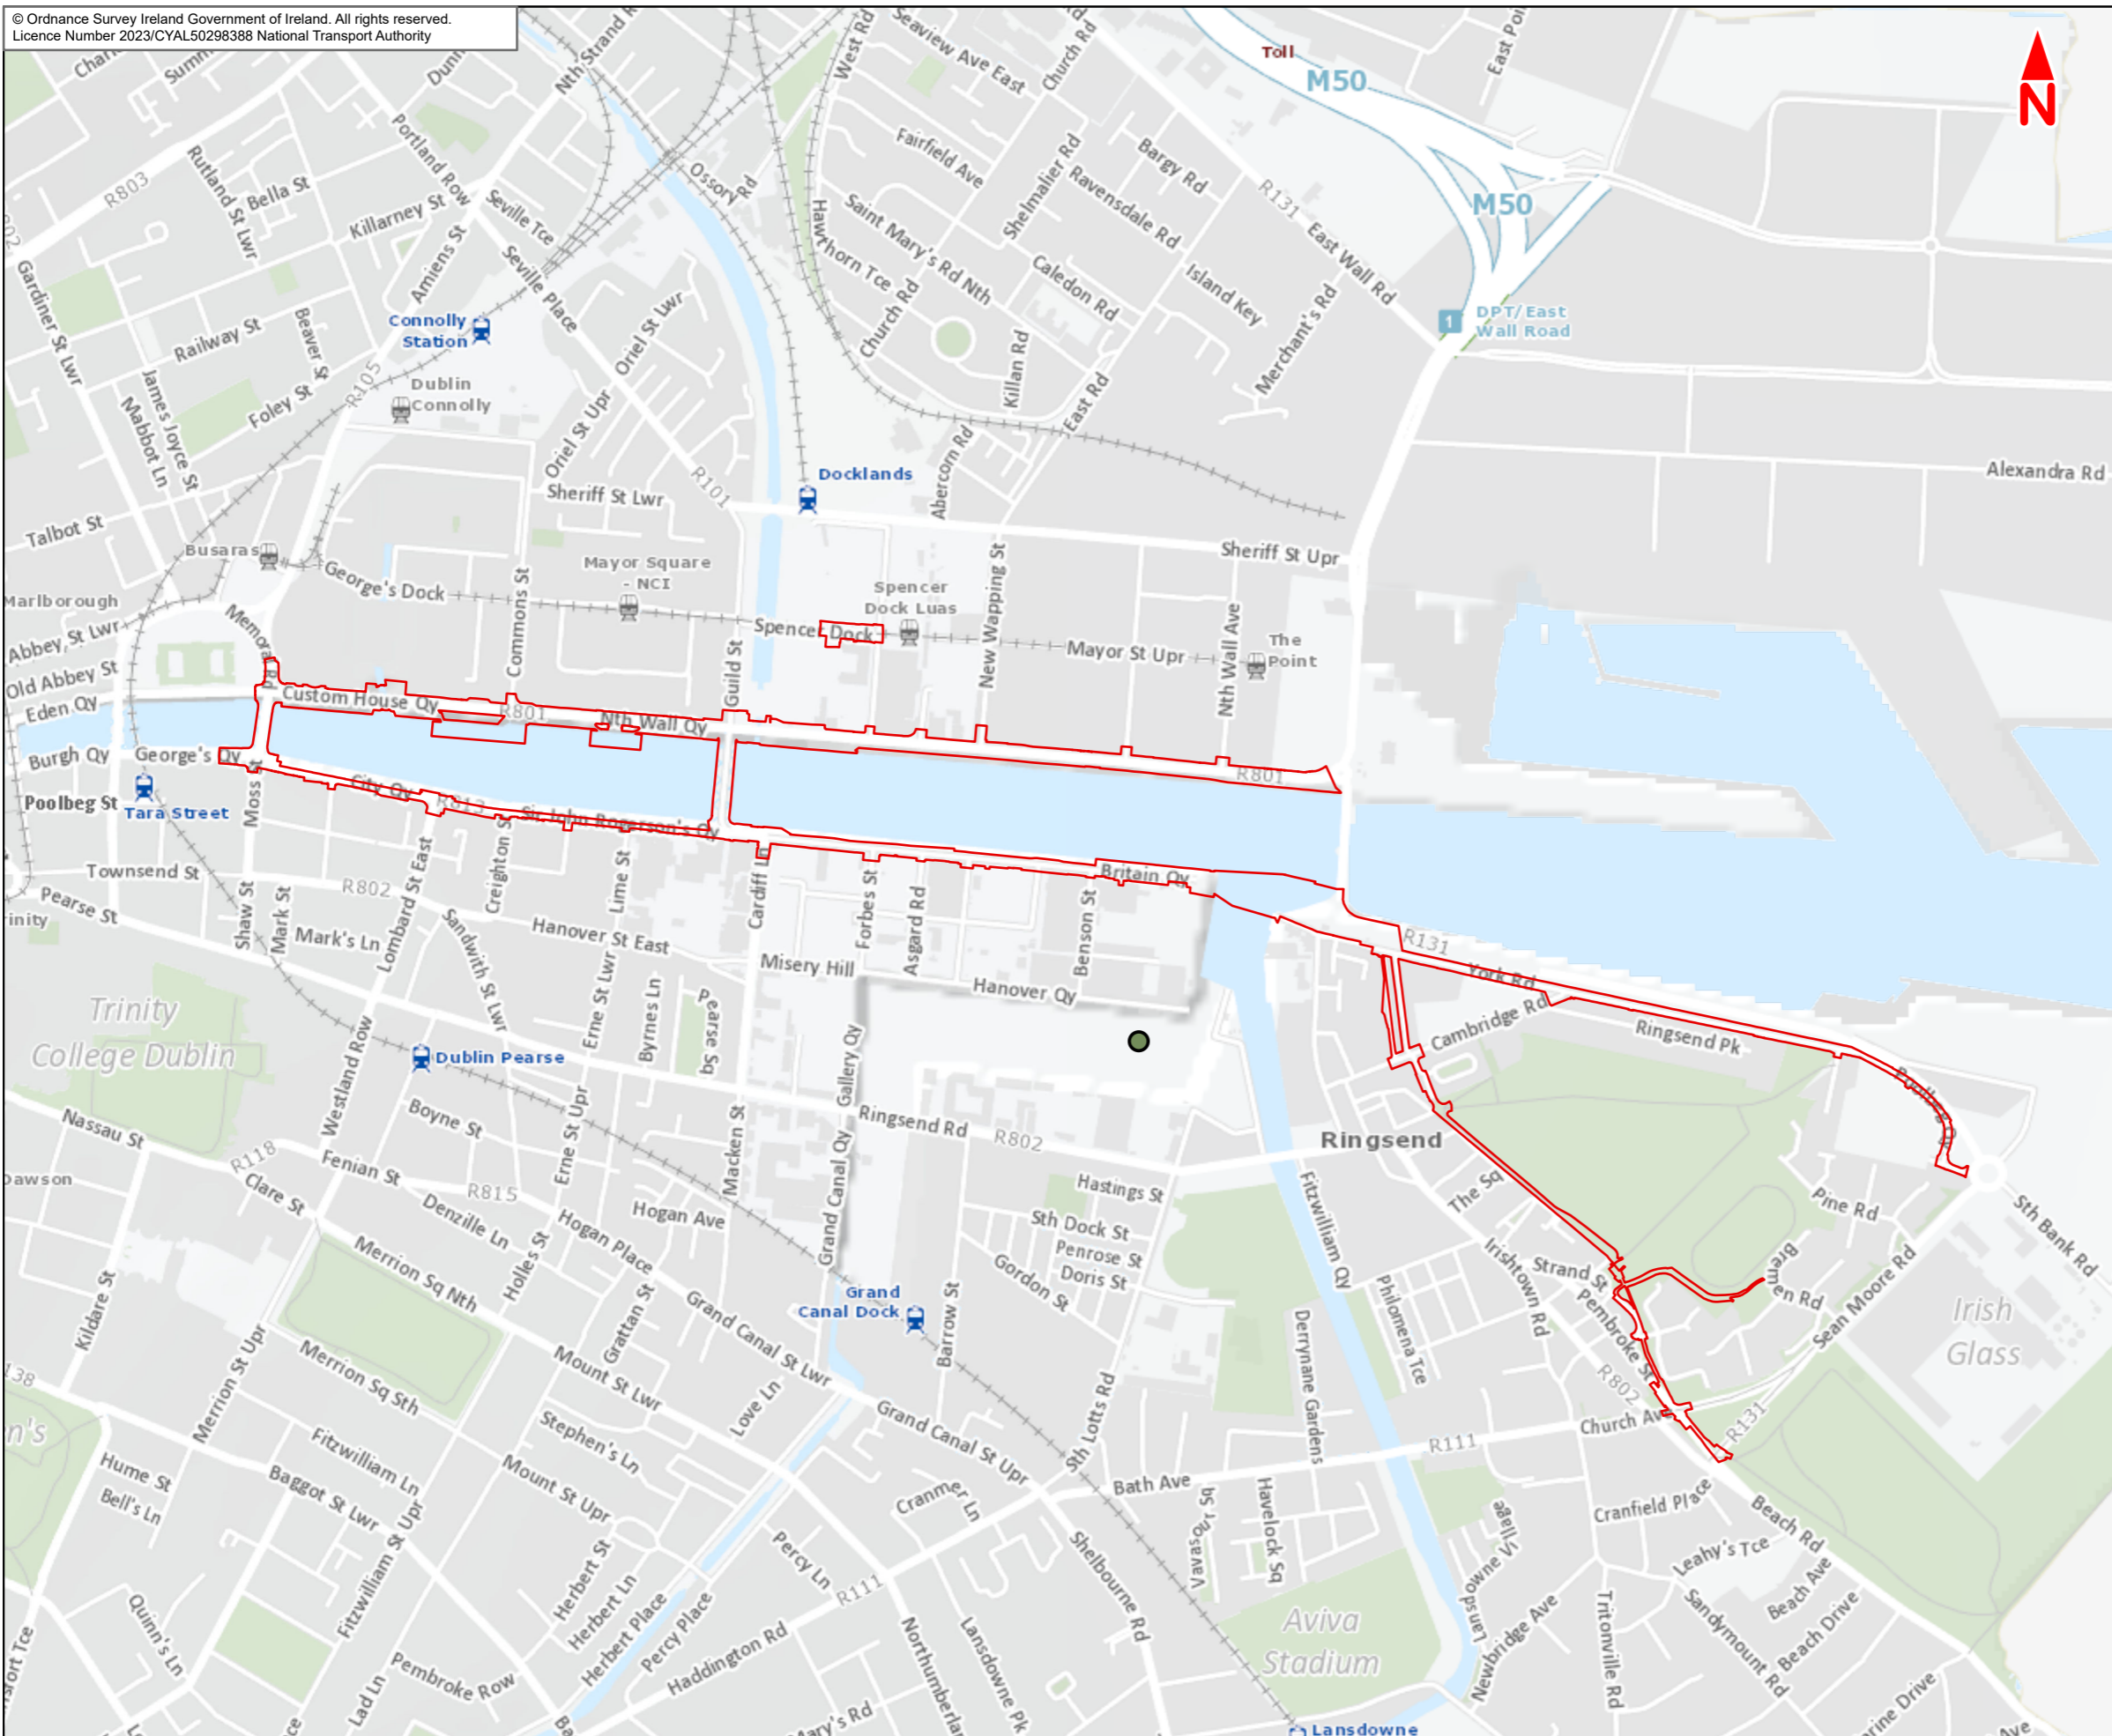 © Ordnance Survey Ireland Government of Ireland. All rights reserved.
Licence Number 2023/CYAL50298388 National Transport Authority
N
Toll
M50
M50
1
DPT/East
Wall Road
Nth Strand R
West Rd
Seaview Ave East
Church Rd
East Poi
Portland Row
R803
Rutland St Lwr
Bella St
Killarney St
Seville Tce
Amiens St
Seville Place
Ossory Rd
Hawthorn Tce
Fairfield Ave
Shelmalier Rd
Ravensdale Rd
Bargy Rd
R131
East Wall Rd
Saint Mary's Rd Nth
Caledon Rd
Island Key
Merchant's Rd
Church Rd
Killan Rd
East Rd
Gardiner St Lwr
Railway St
Beaver St
Connolly
Station
Dublin
Connolly
R105
Foley St
James Joyce St
Mabbot Ln
Oriel St Lwr
Oriel St Upr
R101
Docklands
Abercorn Rd
Alexandra Rd
Talbot St
Busaras
Sheriff St Lwr
Sheriff St Upr
George's Dock
Commons St
Mayor Square
- NCI
Spencer
Dock Luas
Spencer Dock
New Wapping St
Mayor St Upr
Nth Wall Ave
The
Point
Marlborough
Abbey St Lwr
Old Abbey St
Eden Qy
Memorial Rd
Custom House Qy
R801
Nth Wall Qy
Guild St
R801
Burgh Qy
George's Qy
Moss St
City Qy
R813
Sir John Rogerson's Qy
Britain Qy
Poolbeg St
Tara Street
Townsend St
R802
Pearse St
rinity
Shaw St
Mark St
Mark's Ln
Lombard St East
Creighton St
Lime St
Sandwith St Lwr
Hanover St East
Cardiff Ln
Forbes St
Asgard Rd
Benson St
Misery Hill
Hanover Qy
R131
York Rd
Cambridge Rd
Ringsend Pk
Trinity
College Dublin
Westland Row
Dublin Pearse
Erne St Lwr
Byrnes Ln
Pearse Sq
Gallery Qy
Ringsend Rd
R802
Ringsend
Nassau St
R118
Boyne St
Erne St Upr
Macken St
Grand Canal Qy
Dawson
Clare St
Fenian St
R815
Denzille Ln
Hogan Place
Hogan Ave
Holles St
Hastings St
Sth Dock St
Penrose St
Doris St
Gordon St
Fitzwilliam Qy
The Sq
Irishtown Rd
Strand St
Pembroke St
Pine Rd
Bremen Rd
Sean Moore Rd
Sth Bank Rd
Irish
Glass
Kildare St
Merrion Sq Nth
Merrion St Upr
Merrion Sq Sth
Grattan St
Mount St Lwr
Grand Canal St Lwr
Grand
Canal Dock
Barrow St
Derrynane Gardens
Philomena Tce
R802
Church Ave
R131
R111
138
n's
Hume St
Bell's Ln
Fitzwilliam Ln
Baggot St Lwr
Fitzwilliam St Upr
Stephen's Ln
Love Ln
Mount St Upr
Grand Canal St Upr
Sth Lotts Rd
Bath Ave
Cranmer Ln
Vavasour Sq
Havelock Sq
Cranfield Place
Beach Rd
Leahy's Tce
Beach Ave
Beach Drive
Quinn's Ln
Herbert St
Herbert Ln
Herbert Place
Percy Place
Percy Ln
R111
Haddington Rd
Shelbourne Rd
Aviva
Stadium
Lansdowne Village
Newbridge Ave
Tritonville Rd
Sandymount Rd
Pembroke Row
Lad Ln
Northumberlan
Lansdowne Pk
Lansdowne
Mary's Rd